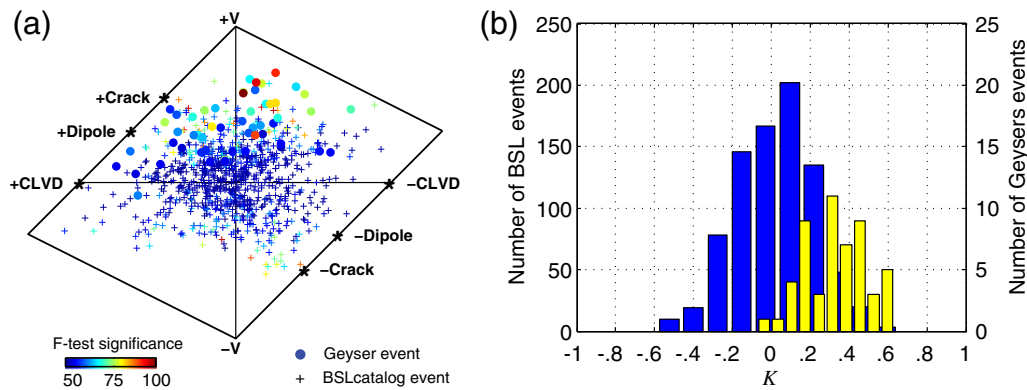 (a)
+V
+Crack
+Dipole
+CLVD
−CLVD
−Dipole
−Crack
−V
F-test significance
50 75 100
Geyser event
BSLcatalog event
(b)
Number of BSL events
250
200
150
100
50
0
-1 -.8 -.6 -.4 -.2 0 .2 .4 .6 .8 1
K
25
20
15
10
5
0
Number of Geysers events